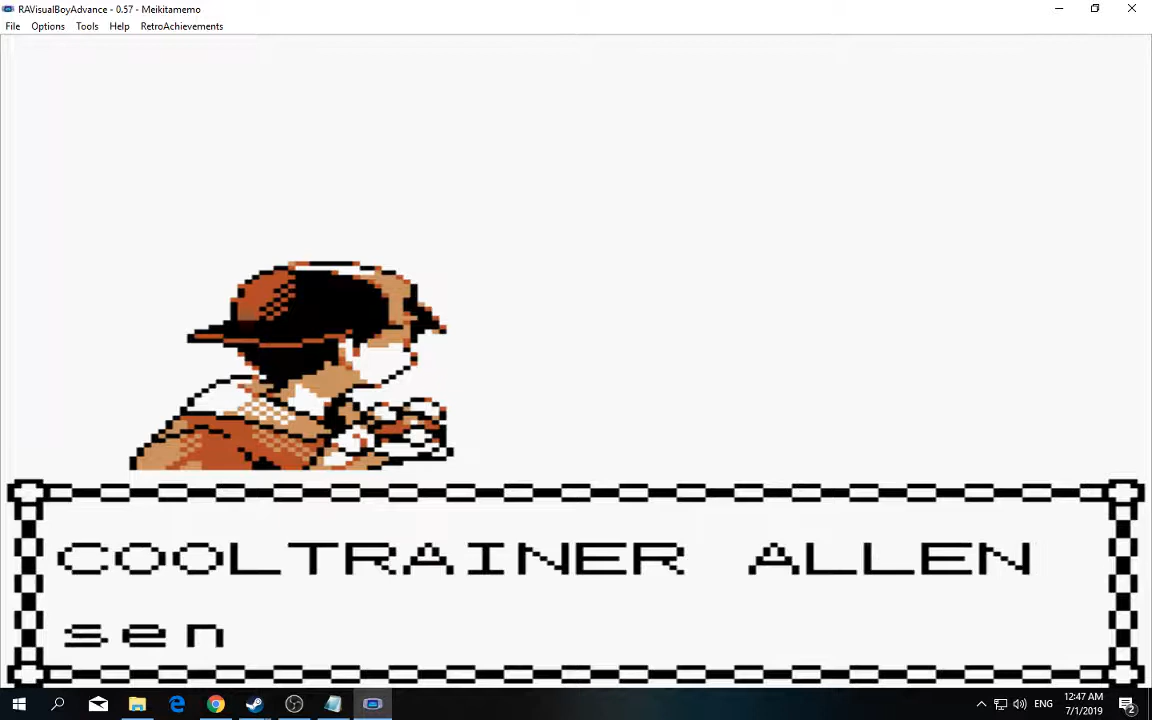 RAVisualBoyAdvance - 0.57 - Meikitamemo
File Options Tools Help RetroAchievements
COOLTRAINER ALLEN
sen
ENG
12:47 AM
7/1/2019
2